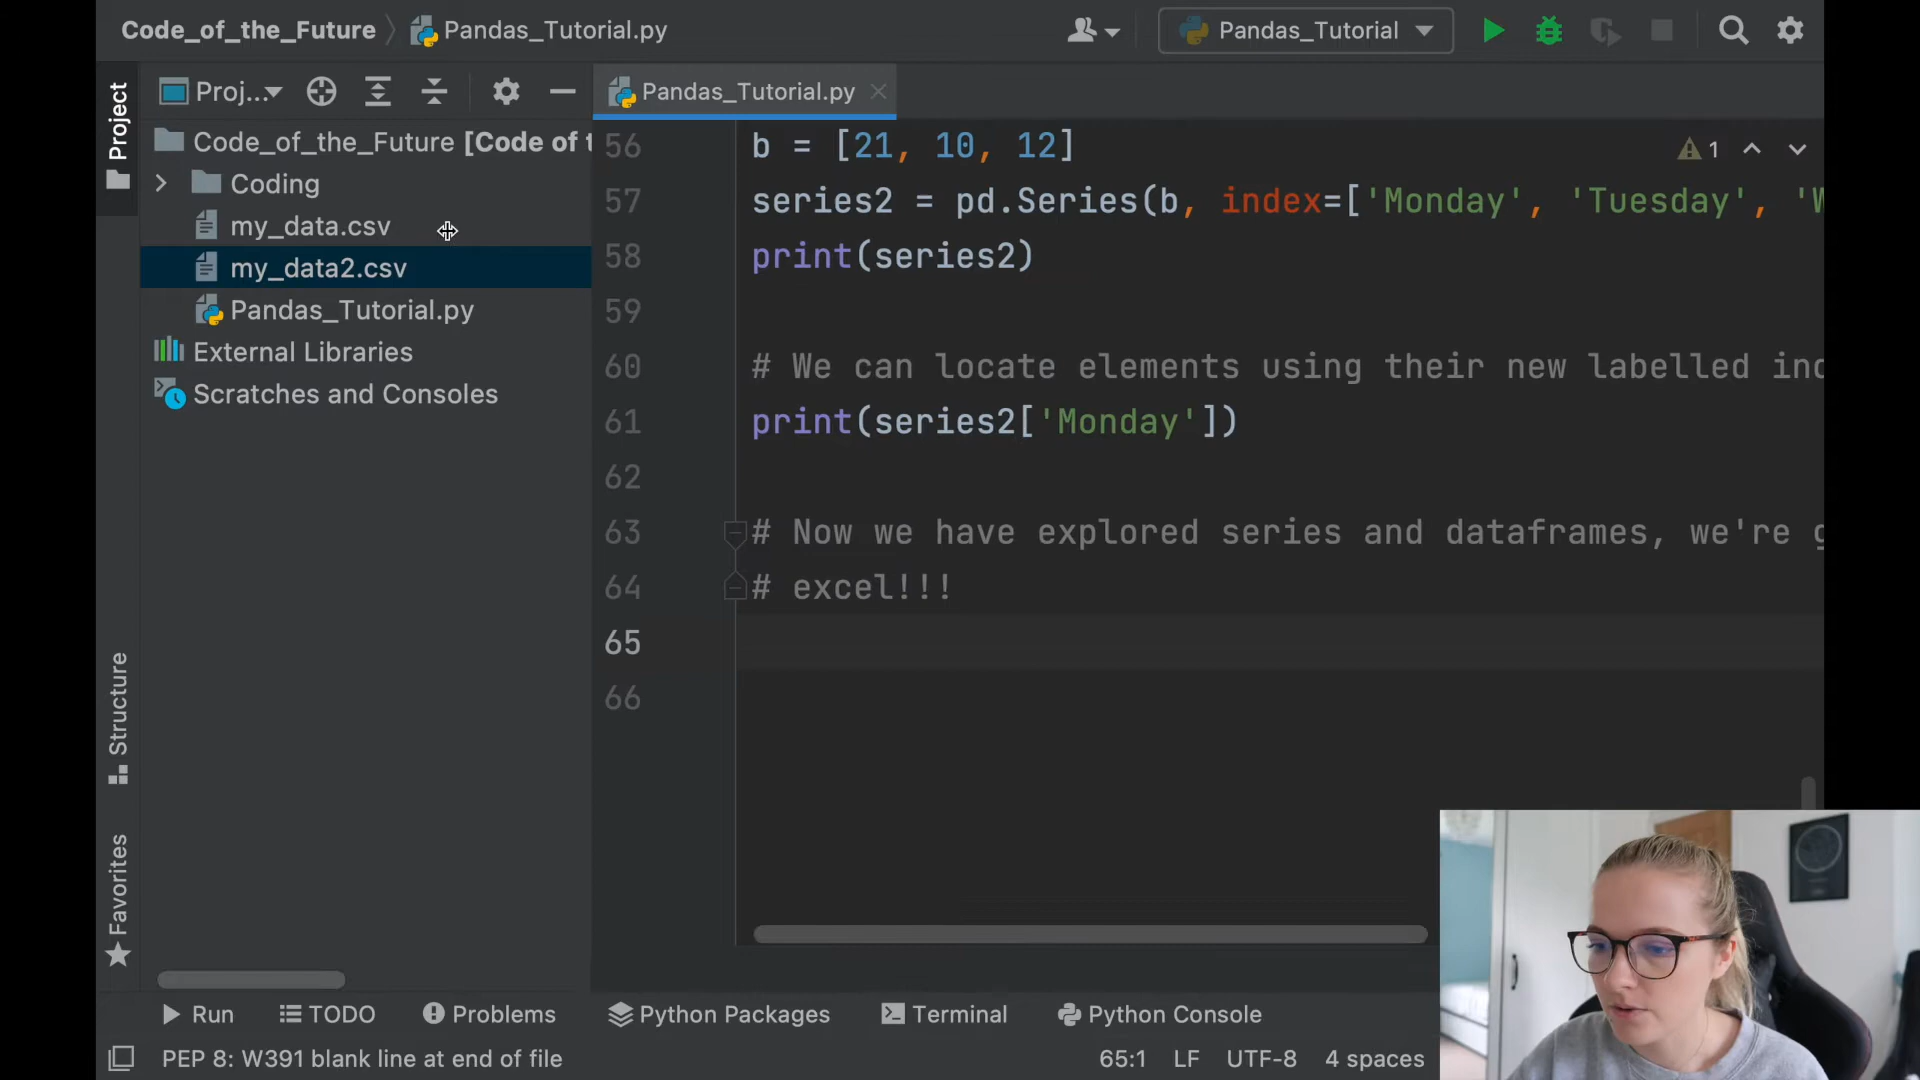 Code_of_the_Future
Pandas_Tutorial.py
Pandas_Tutorial
Project
Proj...
Code_of_the_Future [Code of t
Coding
my_data.csv
my_data2.csv
Pandas_Tutorial.py
External Libraries
Scratches and Consoles
Structure
Favorites
Pandas_Tutorial.py
1
56 b = [21, 10, 12]
57 series2 = pd.Series(b, index=['Monday', 'Tuesday', 'W
58 print(series2)
59
60 # We can locate elements using their new labelled ind
61 print(series2['Monday'])
62
63 # Now we have explored series and dataframes, we're g
64 # excel!!!
65
66
Run TODO Problems Python Packages Terminal Python Console
PEP 8: W391 blank line at end of file 65:1 LF UTF-8 4 spaces